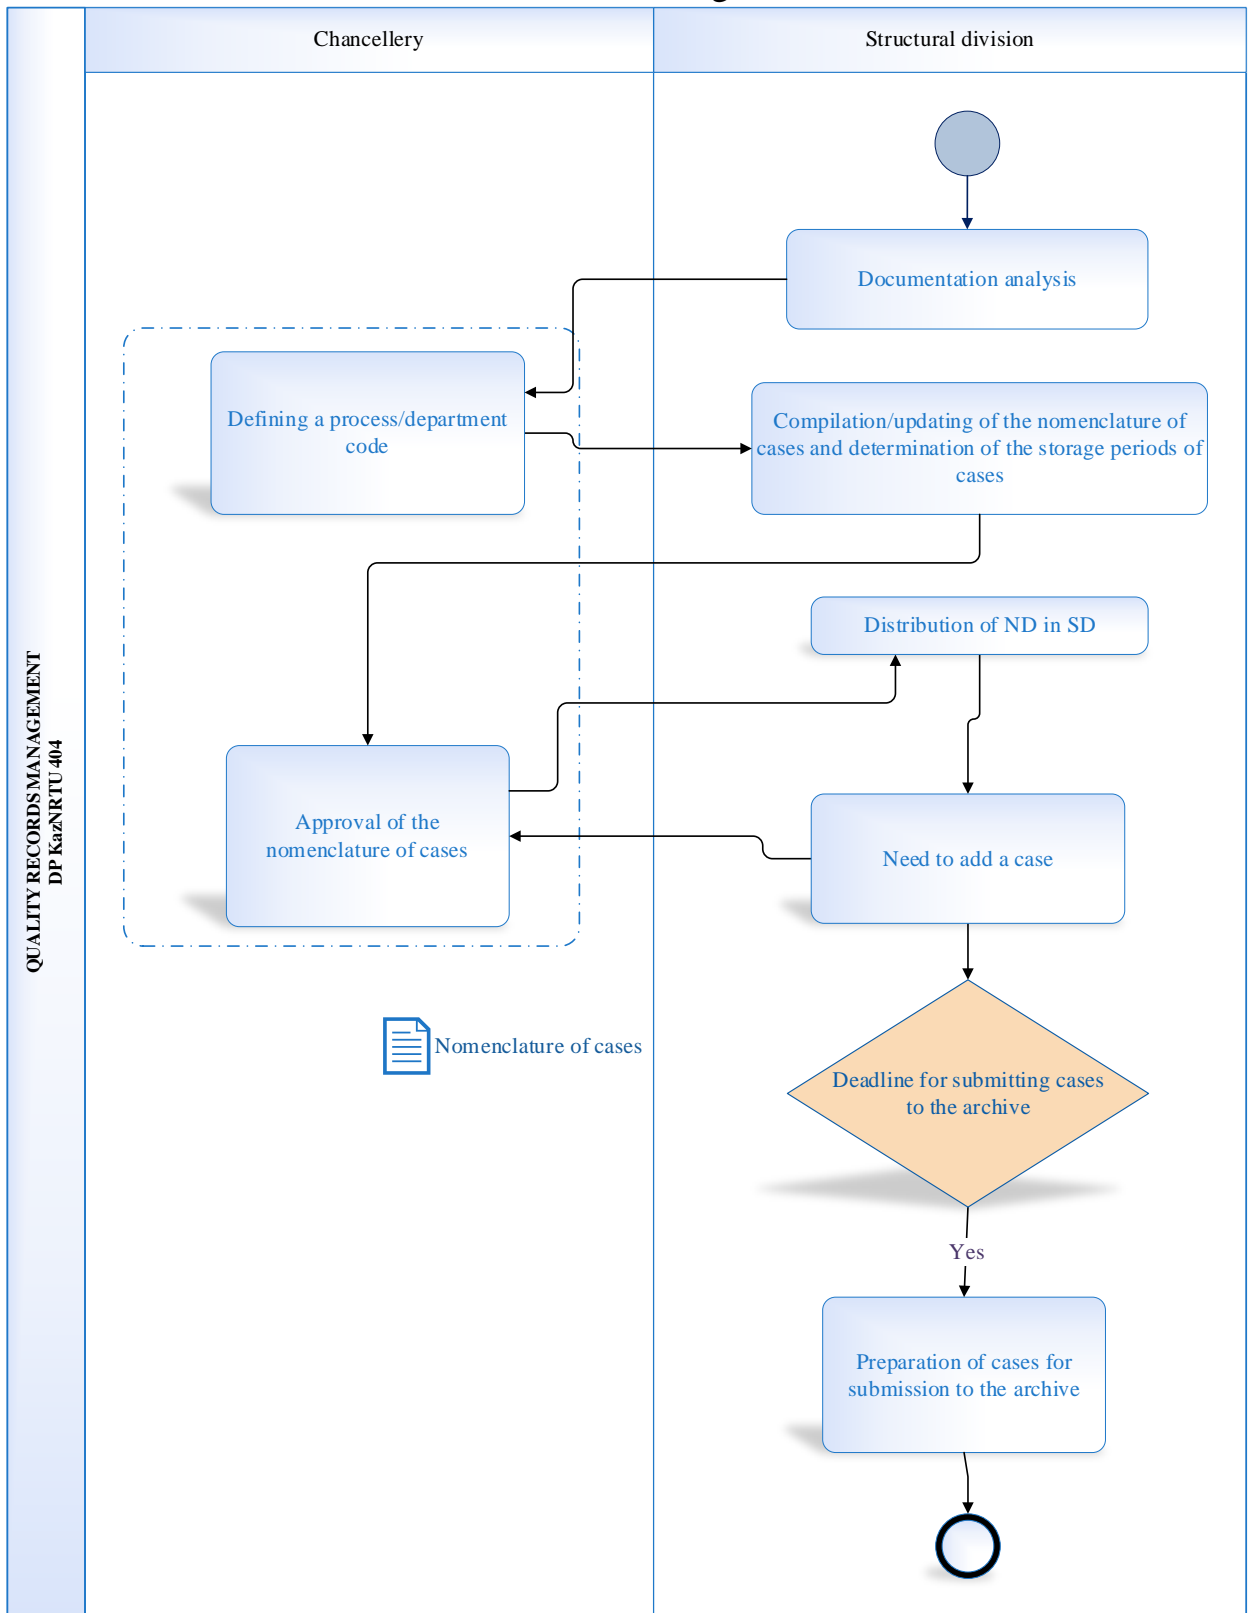 Chancellery
Structural division
QUALITY RECORDS MANAGEMENT
DP KazNRTU 404
Documentation analysis
Defining a process/department
code
Compilation/updating of the nomenclature of
cases and determination of the storage periods of
cases
Distribution of ND in SD
Approval of the
nomenclature of cases
Need to add a case
Nomenclature of cases
Deadline for submitting cases
to the archive
Yes
Preparation of cases for
submission to the archive